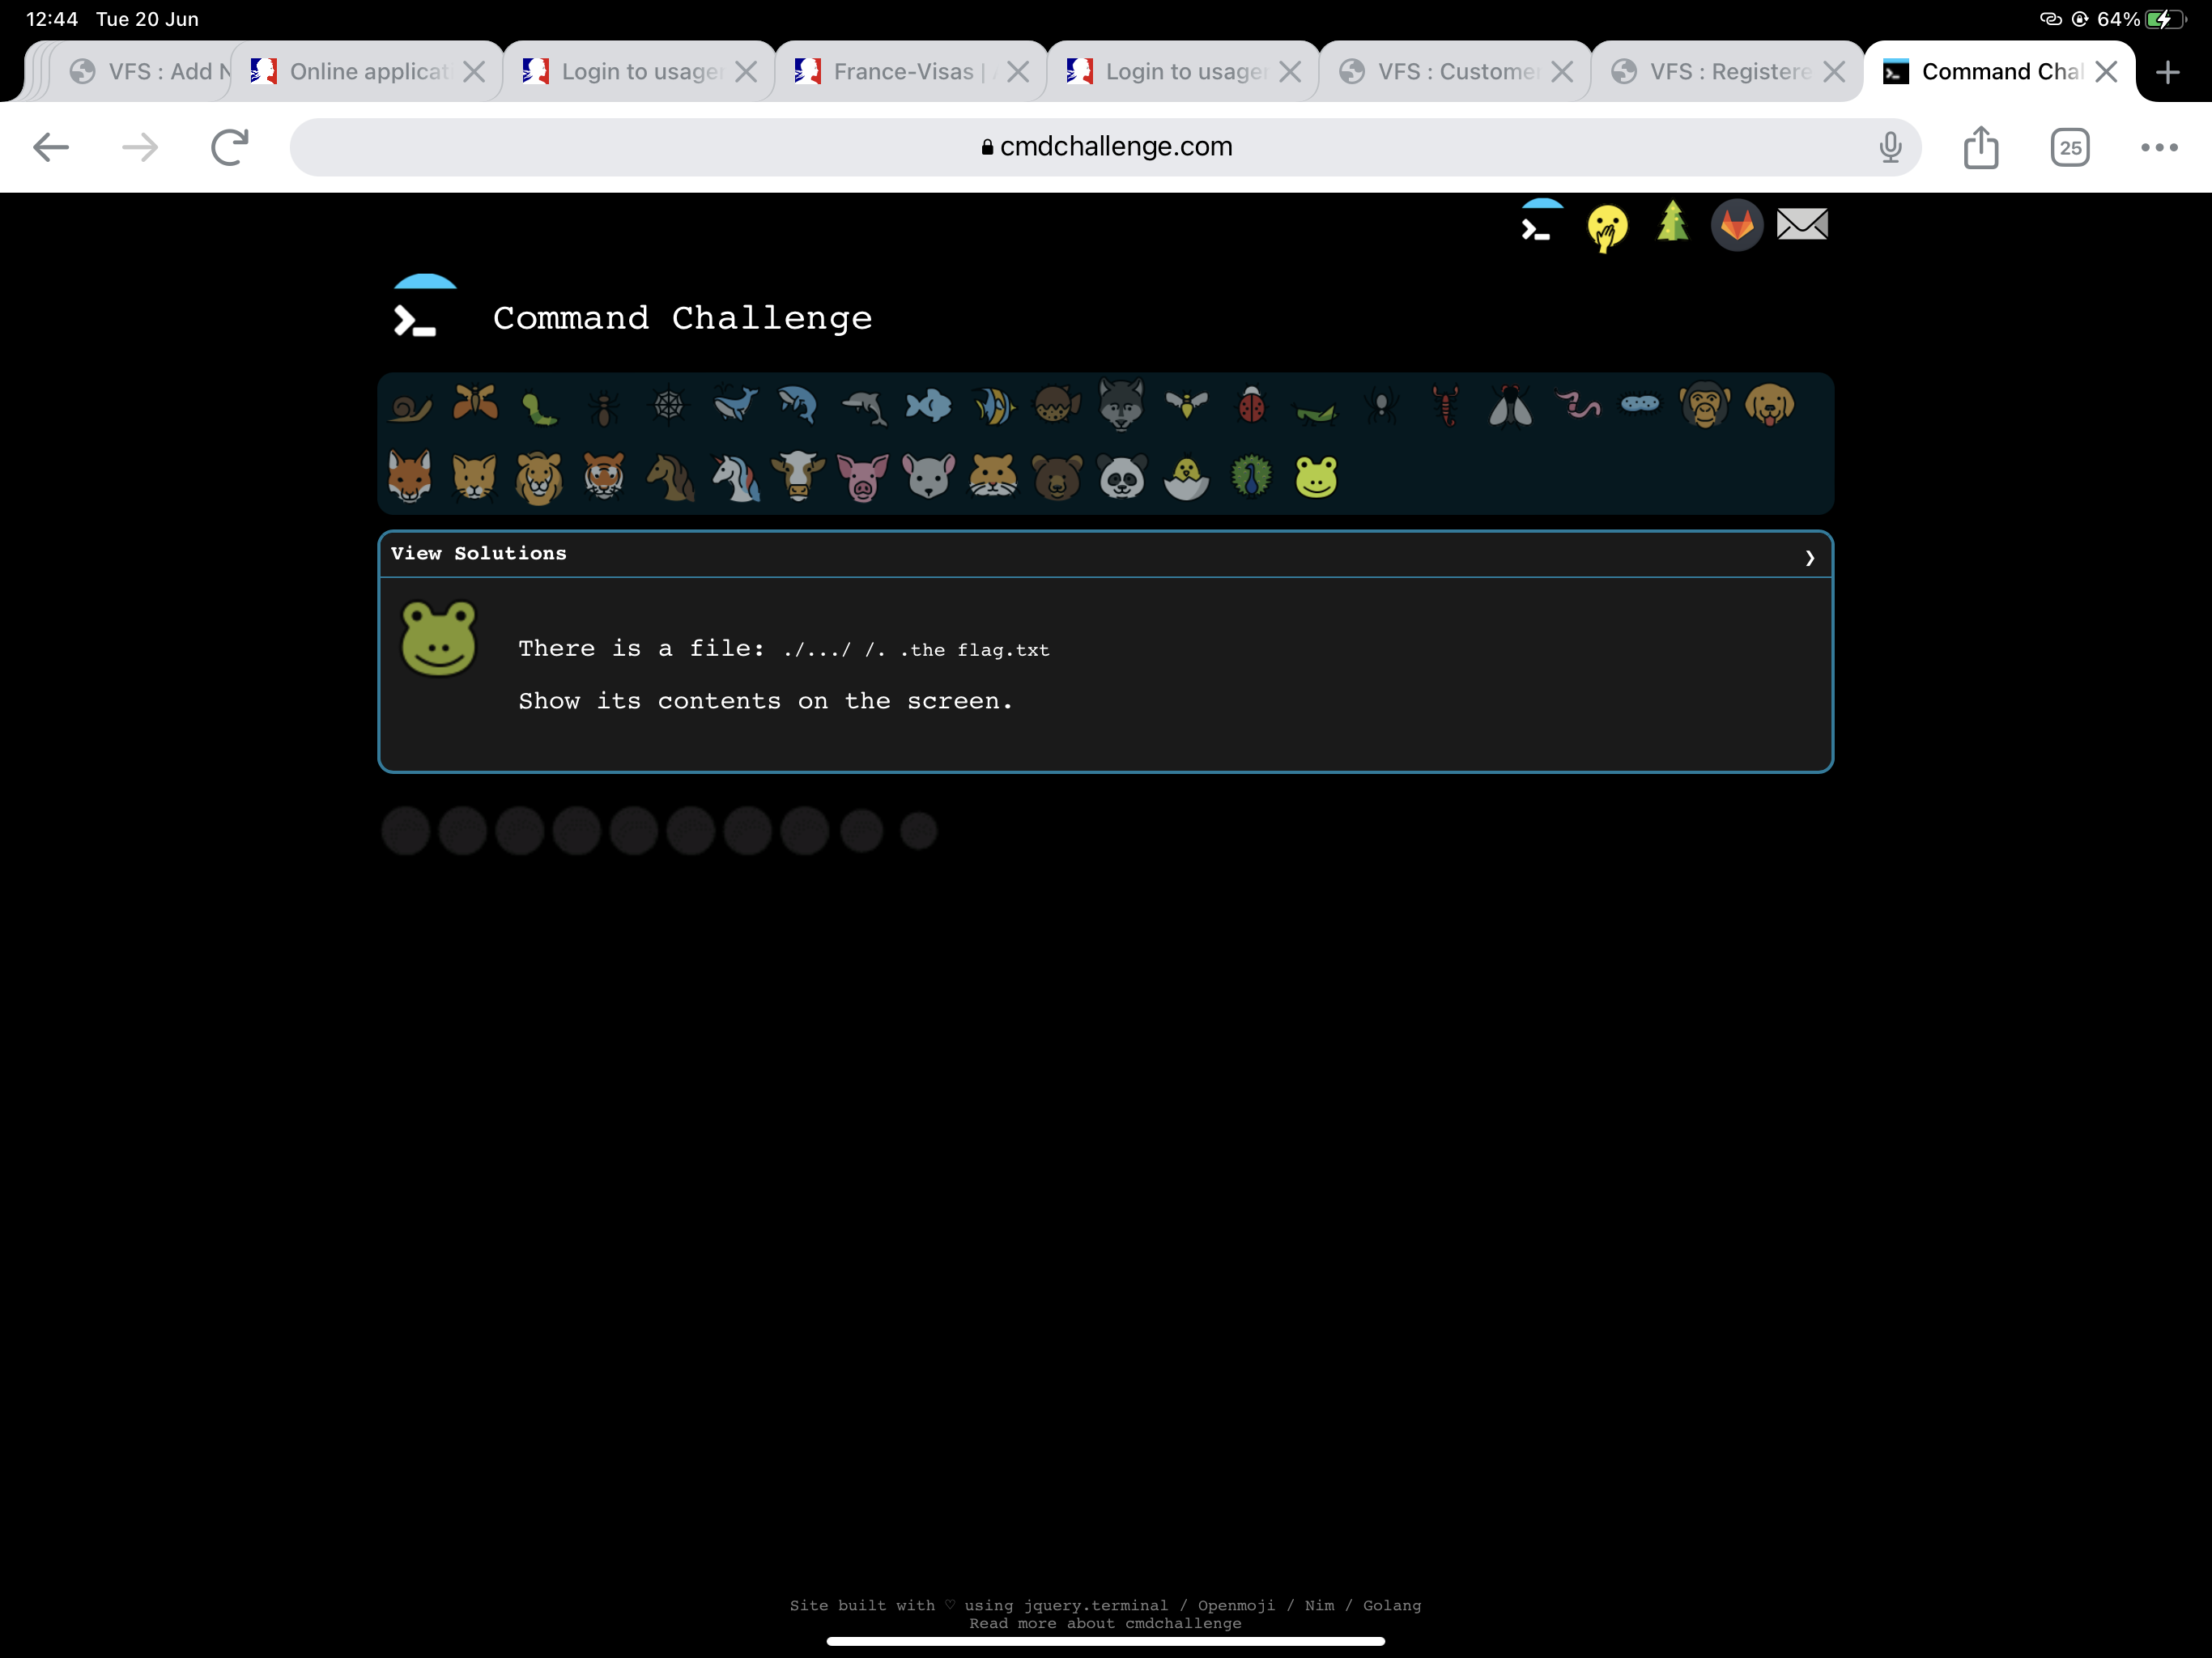 12:44 Tue 20 Jun
64%
VFS : Add N
Online applicat
Login to usager
France-Visas |
Login to usager
VFS : Custome
VFS : Registere
Command Chal
cmdchallenge.com
25
Command Challenge
View Solutions
There is a file: ./.../ /. .the flag.txt
Show its contents on the screen.
Site built with ♡ using jquery.terminal / Openmoji / Nim / Golang
Read more about cmdchallenge